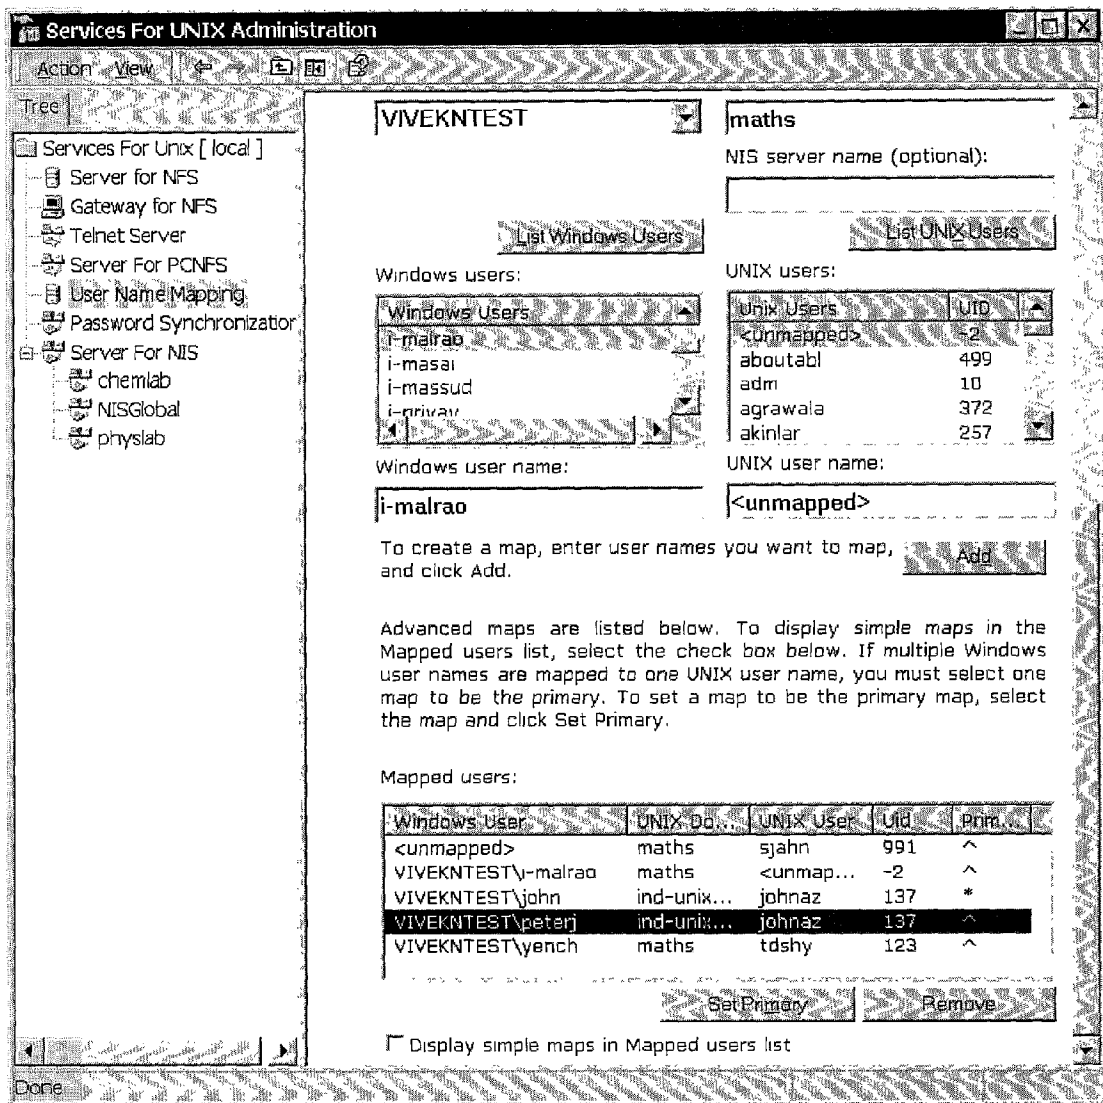 Services For UNIX Administration
Action View
Tree
Services For Unix [ local ]
Server for NFS
Gateway for NFS
Telnet Server
Server For PCNFS
User Name Mapping
Password Synchronization
Server For NIS
chemlab
NISGlobal
physlab
VIVEKNTEST
maths
NIS server name (optional):
List Windows Users
List UNIX Users
Windows users:
UNIX users:
Windows Users
i-malrao
i-masai
i-massud
i-privay
Unix Users UID
<unmapped> -2
aboutabl 499
adm 10
agrawala 372
akinlar 257
Windows user name:
UNIX user name:
i-malrao
<unmapped>
To create a map, enter user names you want to map,
and click Add.
Add
Advanced maps are listed below. To display simple maps in the
Mapped users list, select the check box below. If multiple Windows
user names are mapped to one UNIX user name, you must select one
map to be the primary. To set a map to be the primary map, select
the map and click Set Primary.
Mapped users:
Windows User UNIX Do... UNIX User Uid Prim...
<unmapped> maths sjahn 991 ^
VIVEKNTEST\i-malrao maths <unmap... -2 ^
VIVEKNTEST\john ind-unix... johnaz 137 *
VIVEKNTEST\peterj ind-unix... johnaz 137 ^
VIVEKNTEST\yench maths tdshy 123 ^
Set Primary
Remove
Display simple maps in Mapped users list
Done